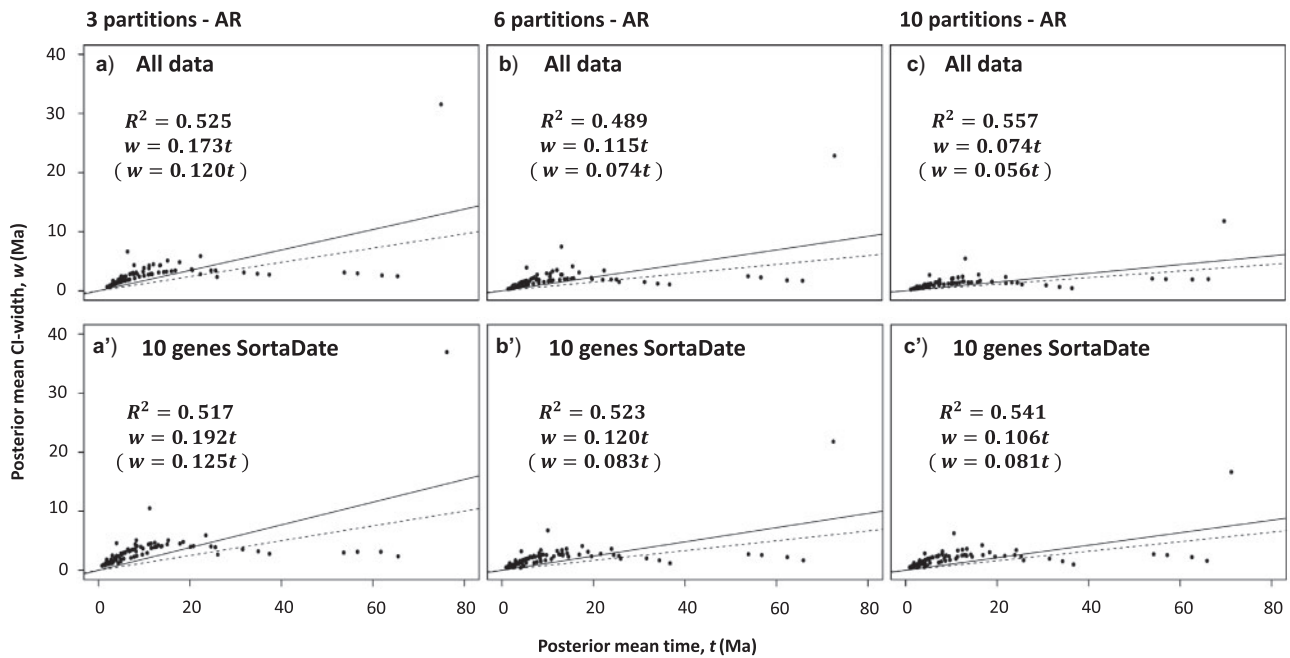 3 partitions - AR
6 partitions - AR
10 partitions - AR
a) All data
R² = 0.525
w = 0.173t
( w = 0.120t )
b) All data
R² = 0.489
w = 0.115t
( w = 0.074t )
c) All data
R² = 0.557
w = 0.074t
( w = 0.056t )
40
30
20
10
0
a') 10 genes SortaDate
R² = 0.517
w = 0.192t
( w = 0.125t )
b') 10 genes SortaDate
R² = 0.523
w = 0.120t
( w = 0.083t )
c') 10 genes SortaDate
R² = 0.541
w = 0.106t
( w = 0.081t )
40
30
20
10
0
0 20 40 60 80
0 20 40 60 80
0 20 40 60 80
Posterior mean CI-width, w (Ma)
Posterior mean time, t (Ma)